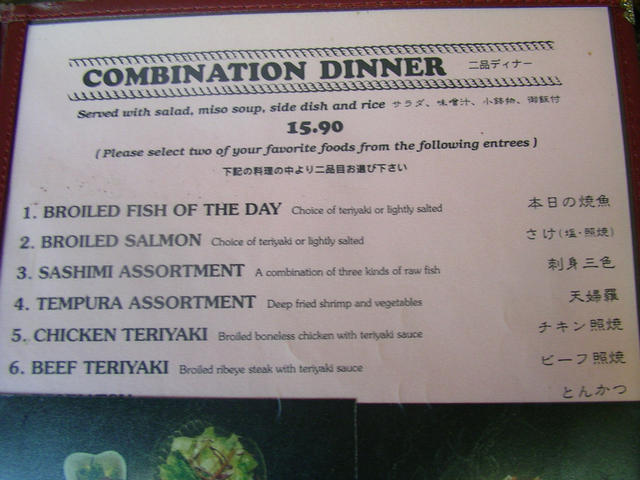 COMBINATION DINNER 二品ディナー
Served with salad, miso soup, side dish and rice サラダ、味噌汁、小鉢物、御飯付
15.90
(Please select two of your favorite foods from the following entrees)
下記の料理の中より二品目お選び下さい
1. BROILED FISH OF THE DAY Choice of teriyaki or lightly salted 本日の焼魚
2. BROILED SALMON Choice of teriyaki or lightly salted さけ(塩・照焼)
3. SASHIMI ASSORTMENT A combination of three kinds of raw fish 刺身三色
4. TEMPURA ASSORTMENT Deep fried shrimp and vegetables 天婦羅
5. CHICKEN TERIYAKI Broiled boneless chicken with teriyaki sauce チキン照焼
6. BEEF TERIYAKI Broiled ribeye steak with teriyaki sauce ビーフ照焼
とんかつ